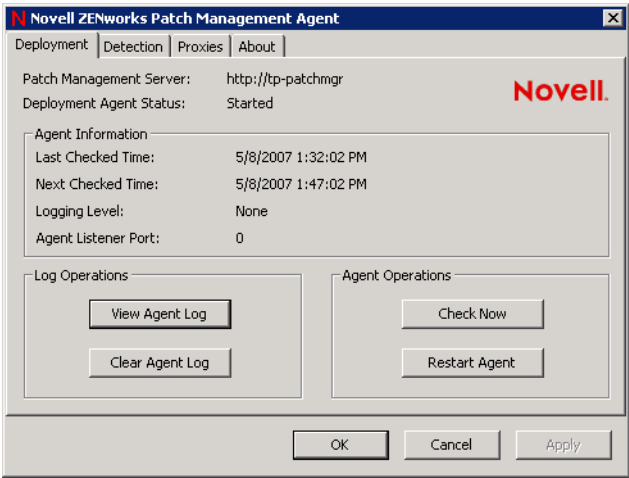 N Novell ZENworks Patch Management Agent
Deployment Detection Proxies About
Patch Management Server: http://tp-patchmgr
Deployment Agent Status: Started
Novell.
Agent Information
Last Checked Time: 5/8/2007 1:32:02 PM
Next Checked Time: 5/8/2007 1:47:02 PM
Logging Level: None
Agent Listener Port: 0
Log Operations
View Agent Log
Clear Agent Log
Agent Operations
Check Now
Restart Agent
OK Cancel Apply